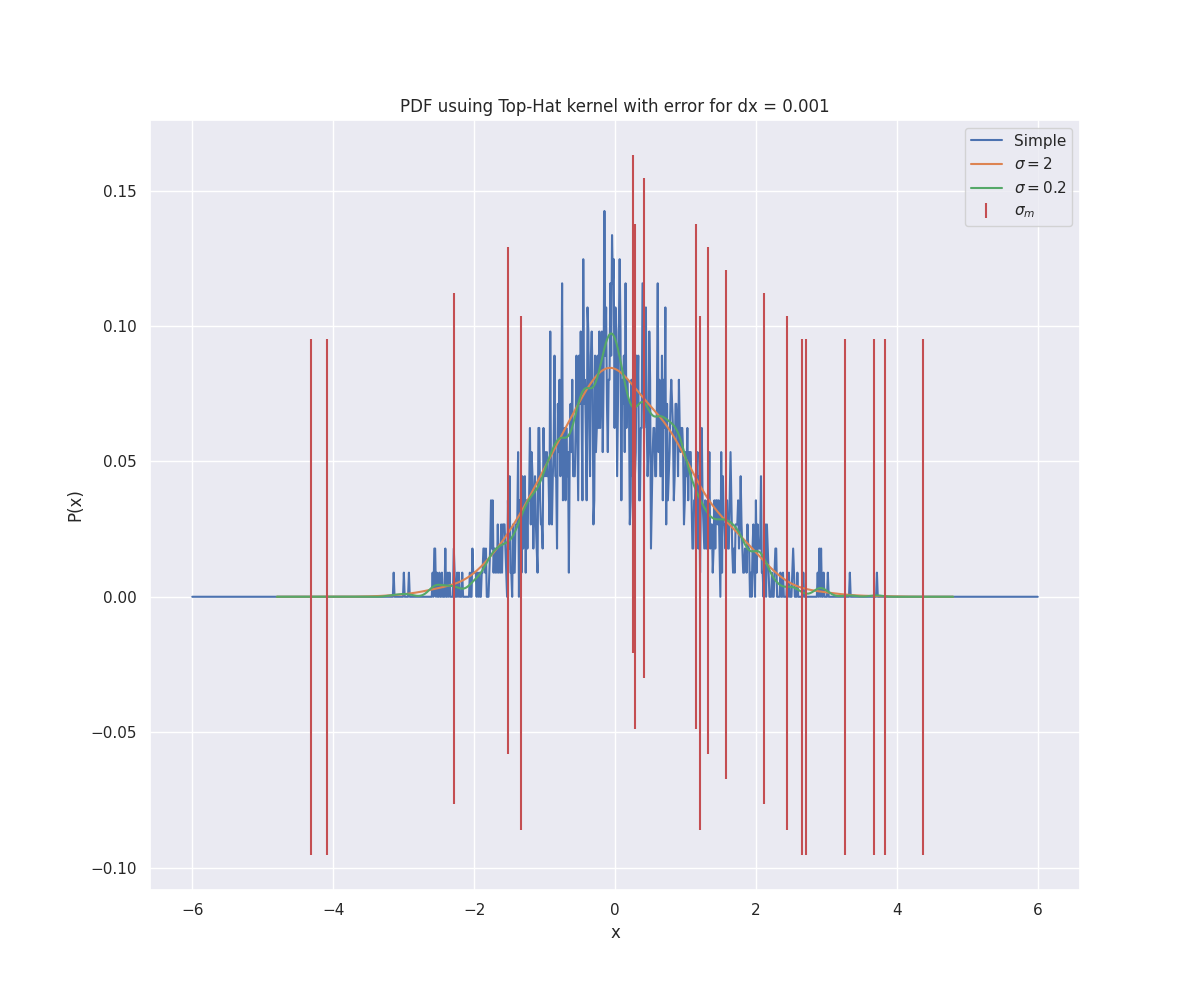 PDF usuing Top-Hat kernel with error for dx = 0.001
Simple
σ = 2
σ = 0.2
σₘ
0.15
0.10
0.05
0.00
−0.05
−0.10
P(x)
−6 −4 −2 0 2 4 6
x